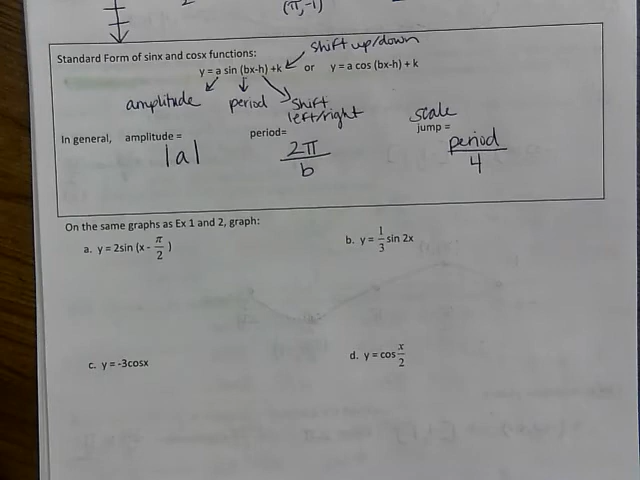 (π,-1)
Standard Form of sinx and cosx functions:
shift up/down
y = a sin (bx-h) +k or y = a cos (bx-h) + k
amplitude period shift
left/right
In general, amplitude = period= scale
jump =
|a| 2π/b period/4
On the same graphs as Ex 1 and 2, graph:
a. y = 2sin (x - π/2) b. y = 1/3 sin 2x
c. y = -3cosx d. y = cos x/2